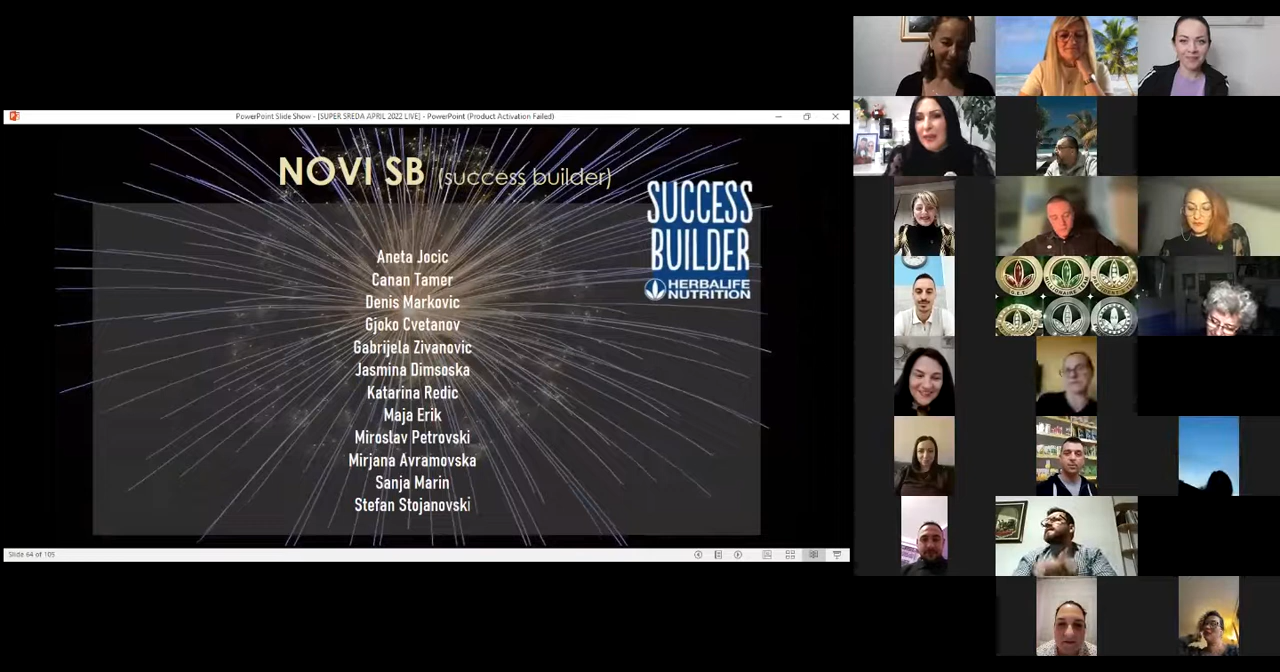 PowerPoint Slide Show - [SUPER SREDA APRIL 2022 LIVE] - PowerPoint (Product Activation Failed)
NOVI SB (success builder)
SUCCESS
BUILDER
HERBALIFE
NUTRITION
Aneta Jocic
Canan Tamer
Denis Markovic
Gjoko Cvetanov
Gabrijela Zivanovic
Jasmina Dimsoska
Katarina Redic
Maja Erik
Miroslav Petrovski
Mirjana Avramovska
Sanja Marin
Stefan Stojanovski
Slide 64 of 105